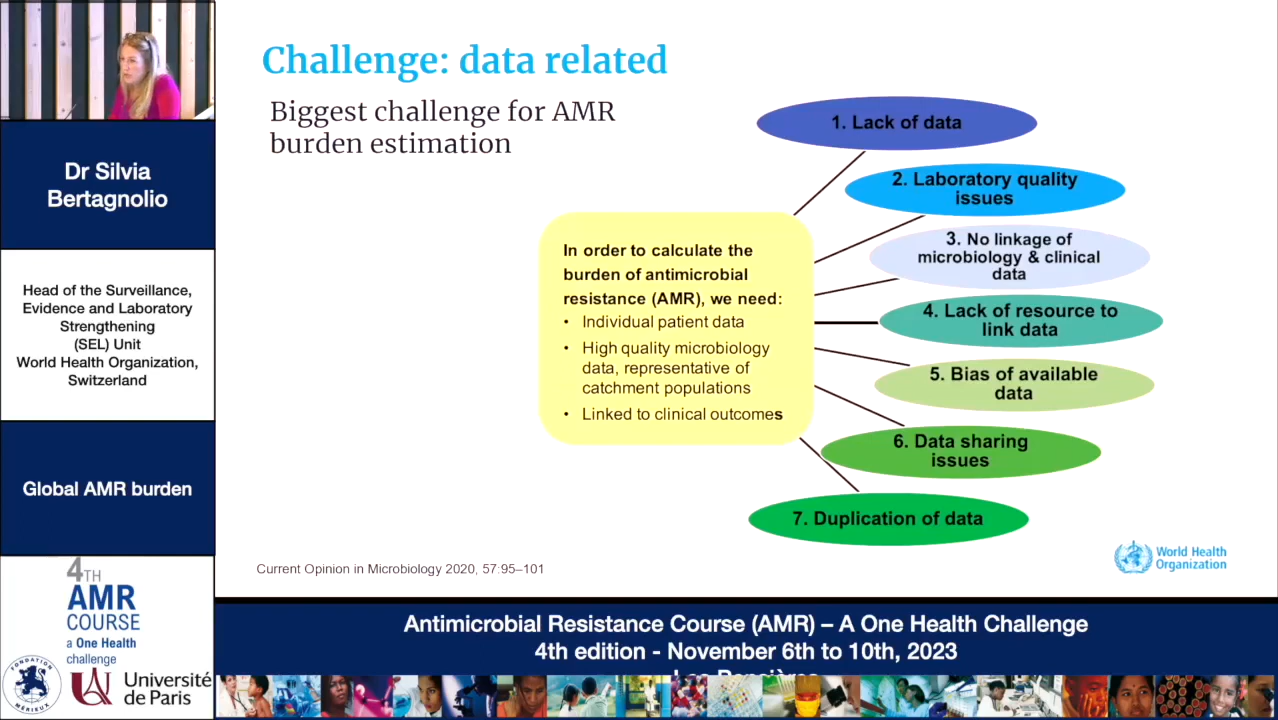 Challenge: data related
Biggest challenge for AMR
burden estimation
In order to calculate the
burden of antimicrobial
resistance (AMR), we need:
• Individual patient data
• High quality microbiology
data, representative of
catchment populations
• Linked to clinical outcomes
1. Lack of data
2. Laboratory quality
issues
3. No linkage of
microbiology & clinical
data
4. Lack of resource to
link data
5. Bias of available
data
6. Data sharing
issues
7. Duplication of data
Current Opinion in Microbiology 2020, 57:95–101
World Health
Organization
Dr Silvia
Bertagnolio
Head of the Surveillance,
Evidence and Laboratory
Strengthening
(SEL) Unit
World Health Organization,
Switzerland
Global AMR burden
4TH
AMR
COURSE
a One Health
challenge
FONDATION
MÉRIEUX
Université
de Paris
Antimicrobial Resistance Course (AMR) – A One Health Challenge
4th edition - November 6th to 10th, 2023